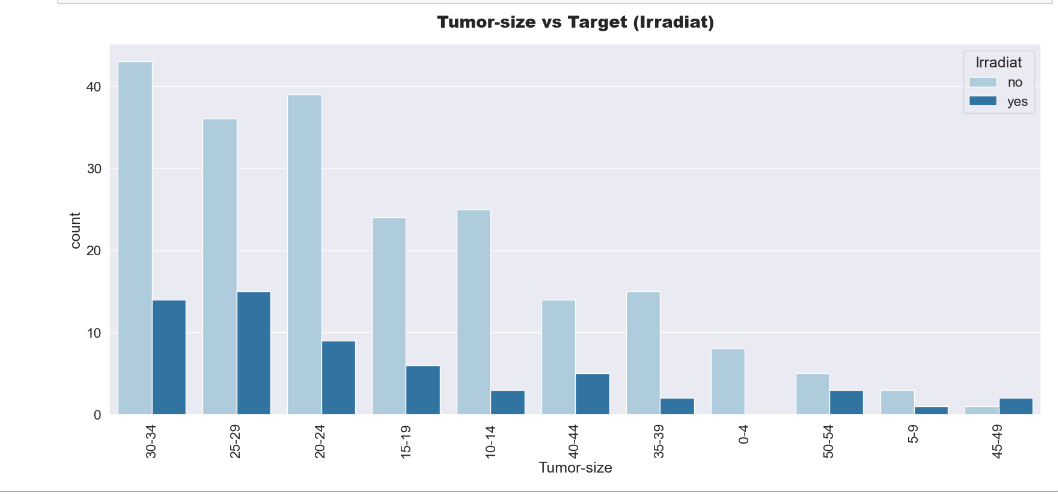 Tumor-size vs Target (Irradiat)
Irradiat
no
yes
count
40
30
20
10
0
30-34
25-29
20-24
15-19
10-14
40-44
35-39
0-4
50-54
5-9
45-49
Tumor-size